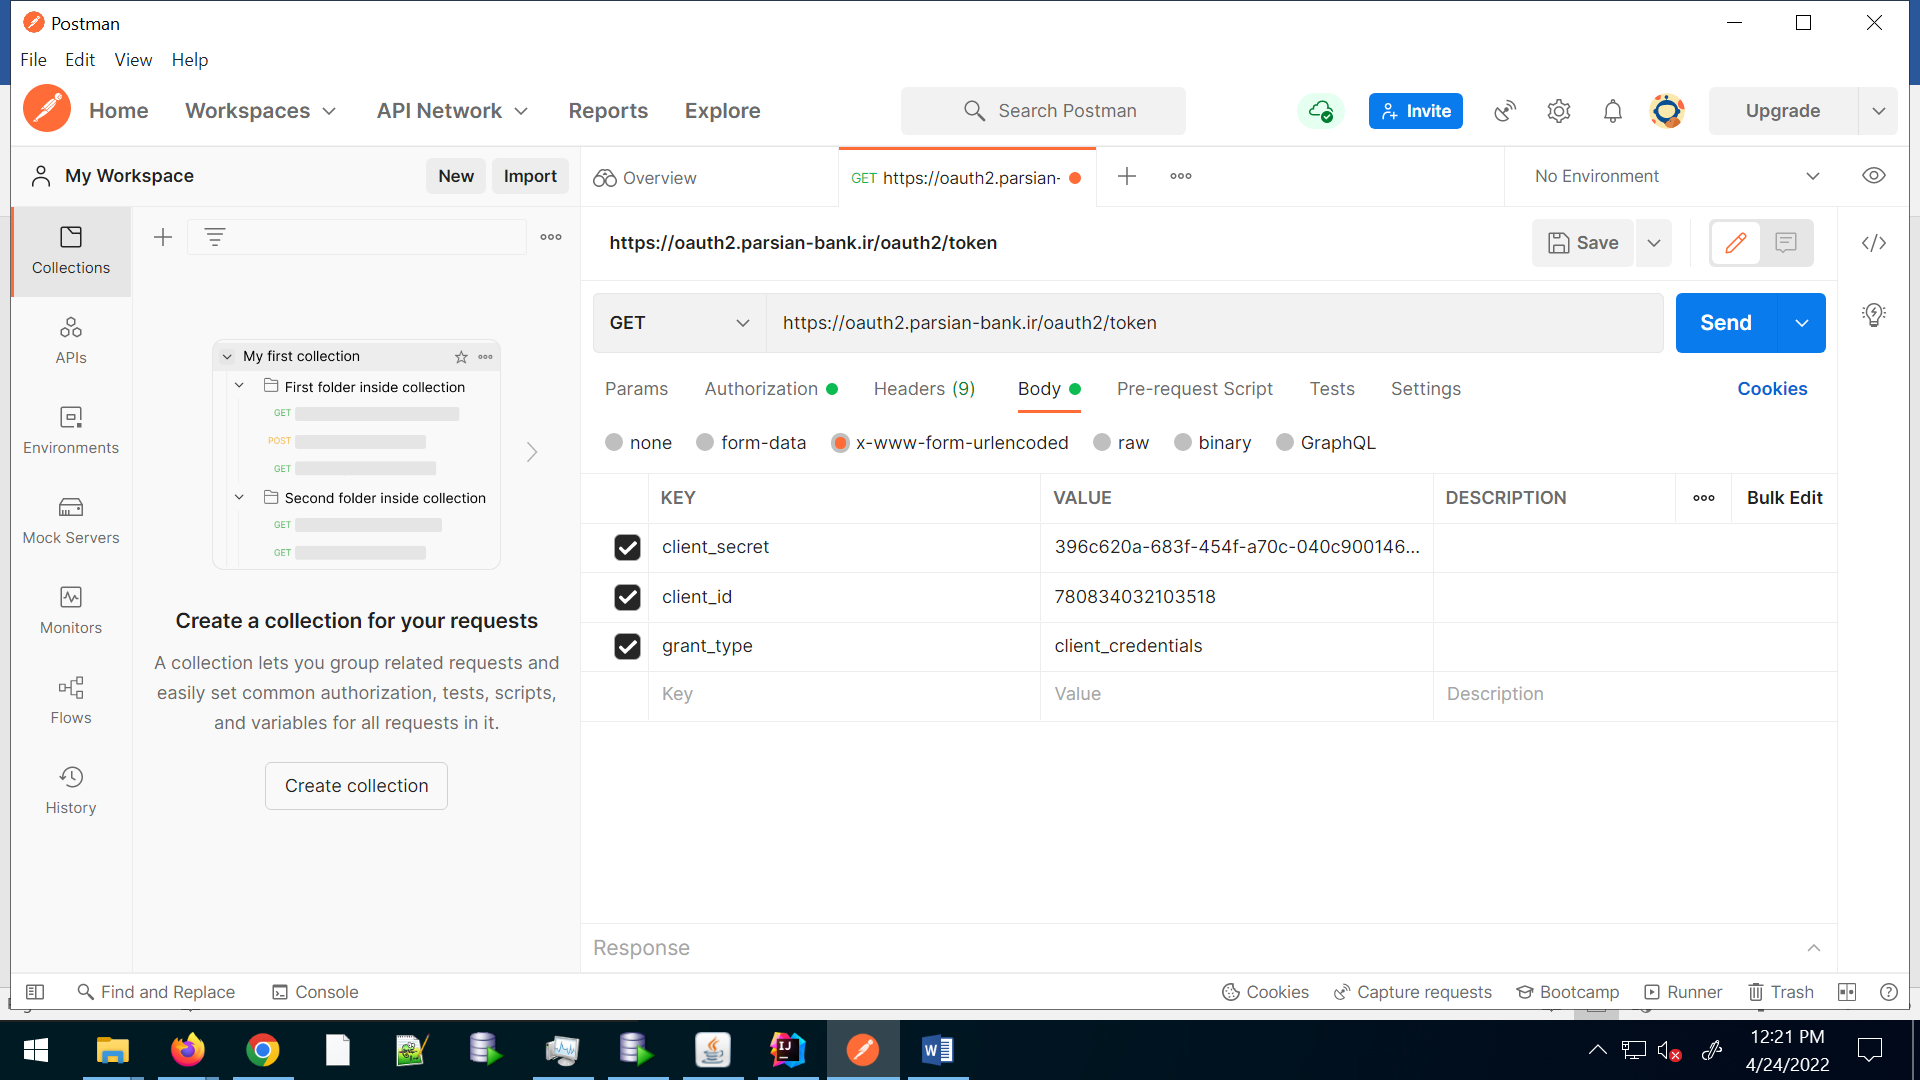 Postman
File Edit View Help
Home Workspaces API Network Reports Explore Search Postman Invite Upgrade
My Workspace New Import Overview GET https://oauth2.parsian- No Environment
Collections
APIs
Environments
Mock Servers
Monitors
Flows
History
My first collection
First folder inside collection
GET
POST
GET
Second folder inside collection
GET
GET
Create a collection for your requests
A collection lets you group related requests and
easily set common authorization, tests, scripts,
and variables for all requests in it.
Create collection
https://oauth2.parsian-bank.ir/oauth2/token Save
GET https://oauth2.parsian-bank.ir/oauth2/token Send
Params Authorization Headers (9) Body Pre-request Script Tests Settings Cookies
none form-data x-www-form-urlencoded raw binary GraphQL
KEY VALUE DESCRIPTION Bulk Edit
client_secret 396c620a-683f-454f-a70c-040c900146...
client_id 780834032103518
grant_type client_credentials
Key Value Description
Response
Find and Replace Console Cookies Capture requests Bootcamp Runner Trash
12:21 PM
4/24/2022